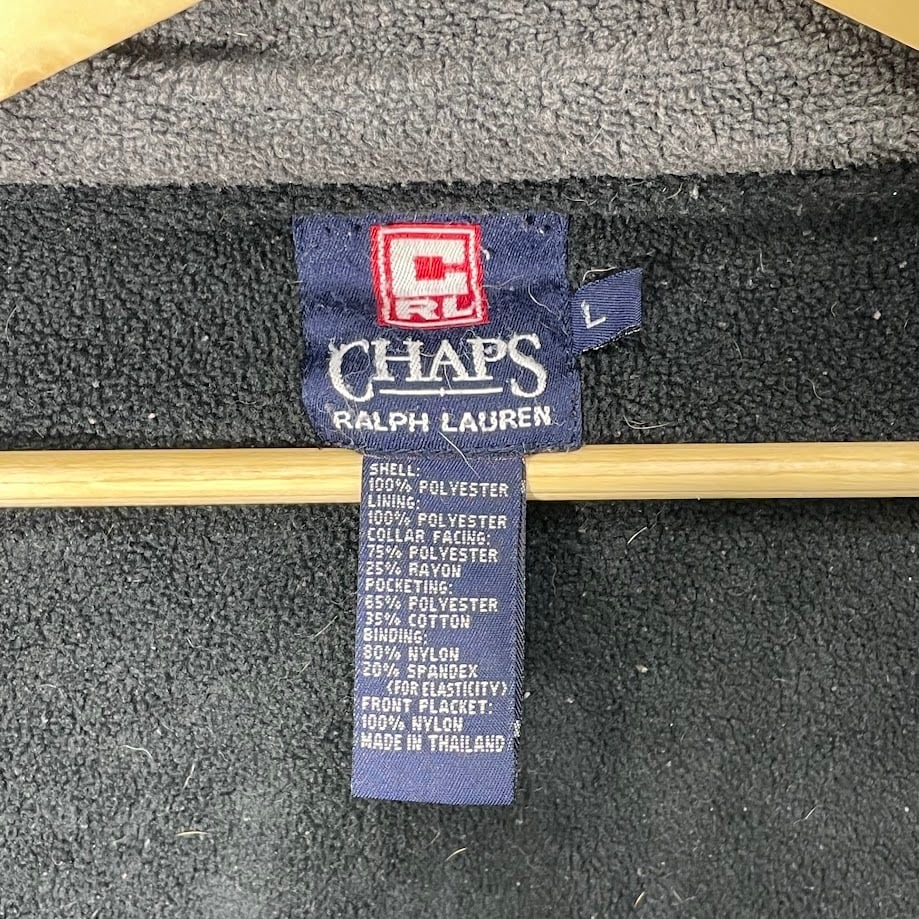 C
RL
CHAPS
RALPH LAUREN
L
SHELL:
100% POLYESTER
LINING:
100% POLYESTER
COLLAR FACING:
75% POLYESTER
25% RAYON
POCKETING:
65% POLYESTER
35% COTTON
BINDING:
80% NYLON
20% SPANDEX
(FOR ELASTICITY)
FRONT PLACKET:
100% NYLON
MADE IN THAILAND